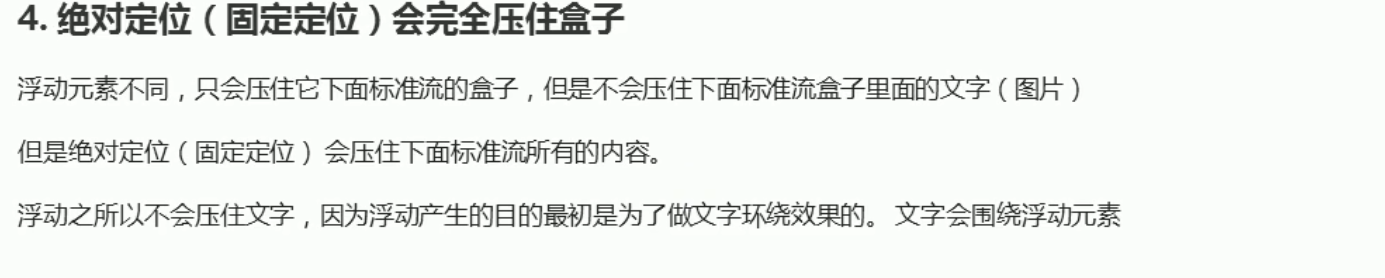 4. 绝对定位（固定定位）会完全压住盒子
浮动元素不同，只会压住它下面标准流的盒子，但是不会压住下面标准流盒子里面的文字（图片）
但是绝对定位（固定定位） 会压住下面标准流所有的内容。
浮动之所以不会压住文字，因为浮动产生的目的最初是为了做文字环绕效果的。 文字会围绕浮动元素